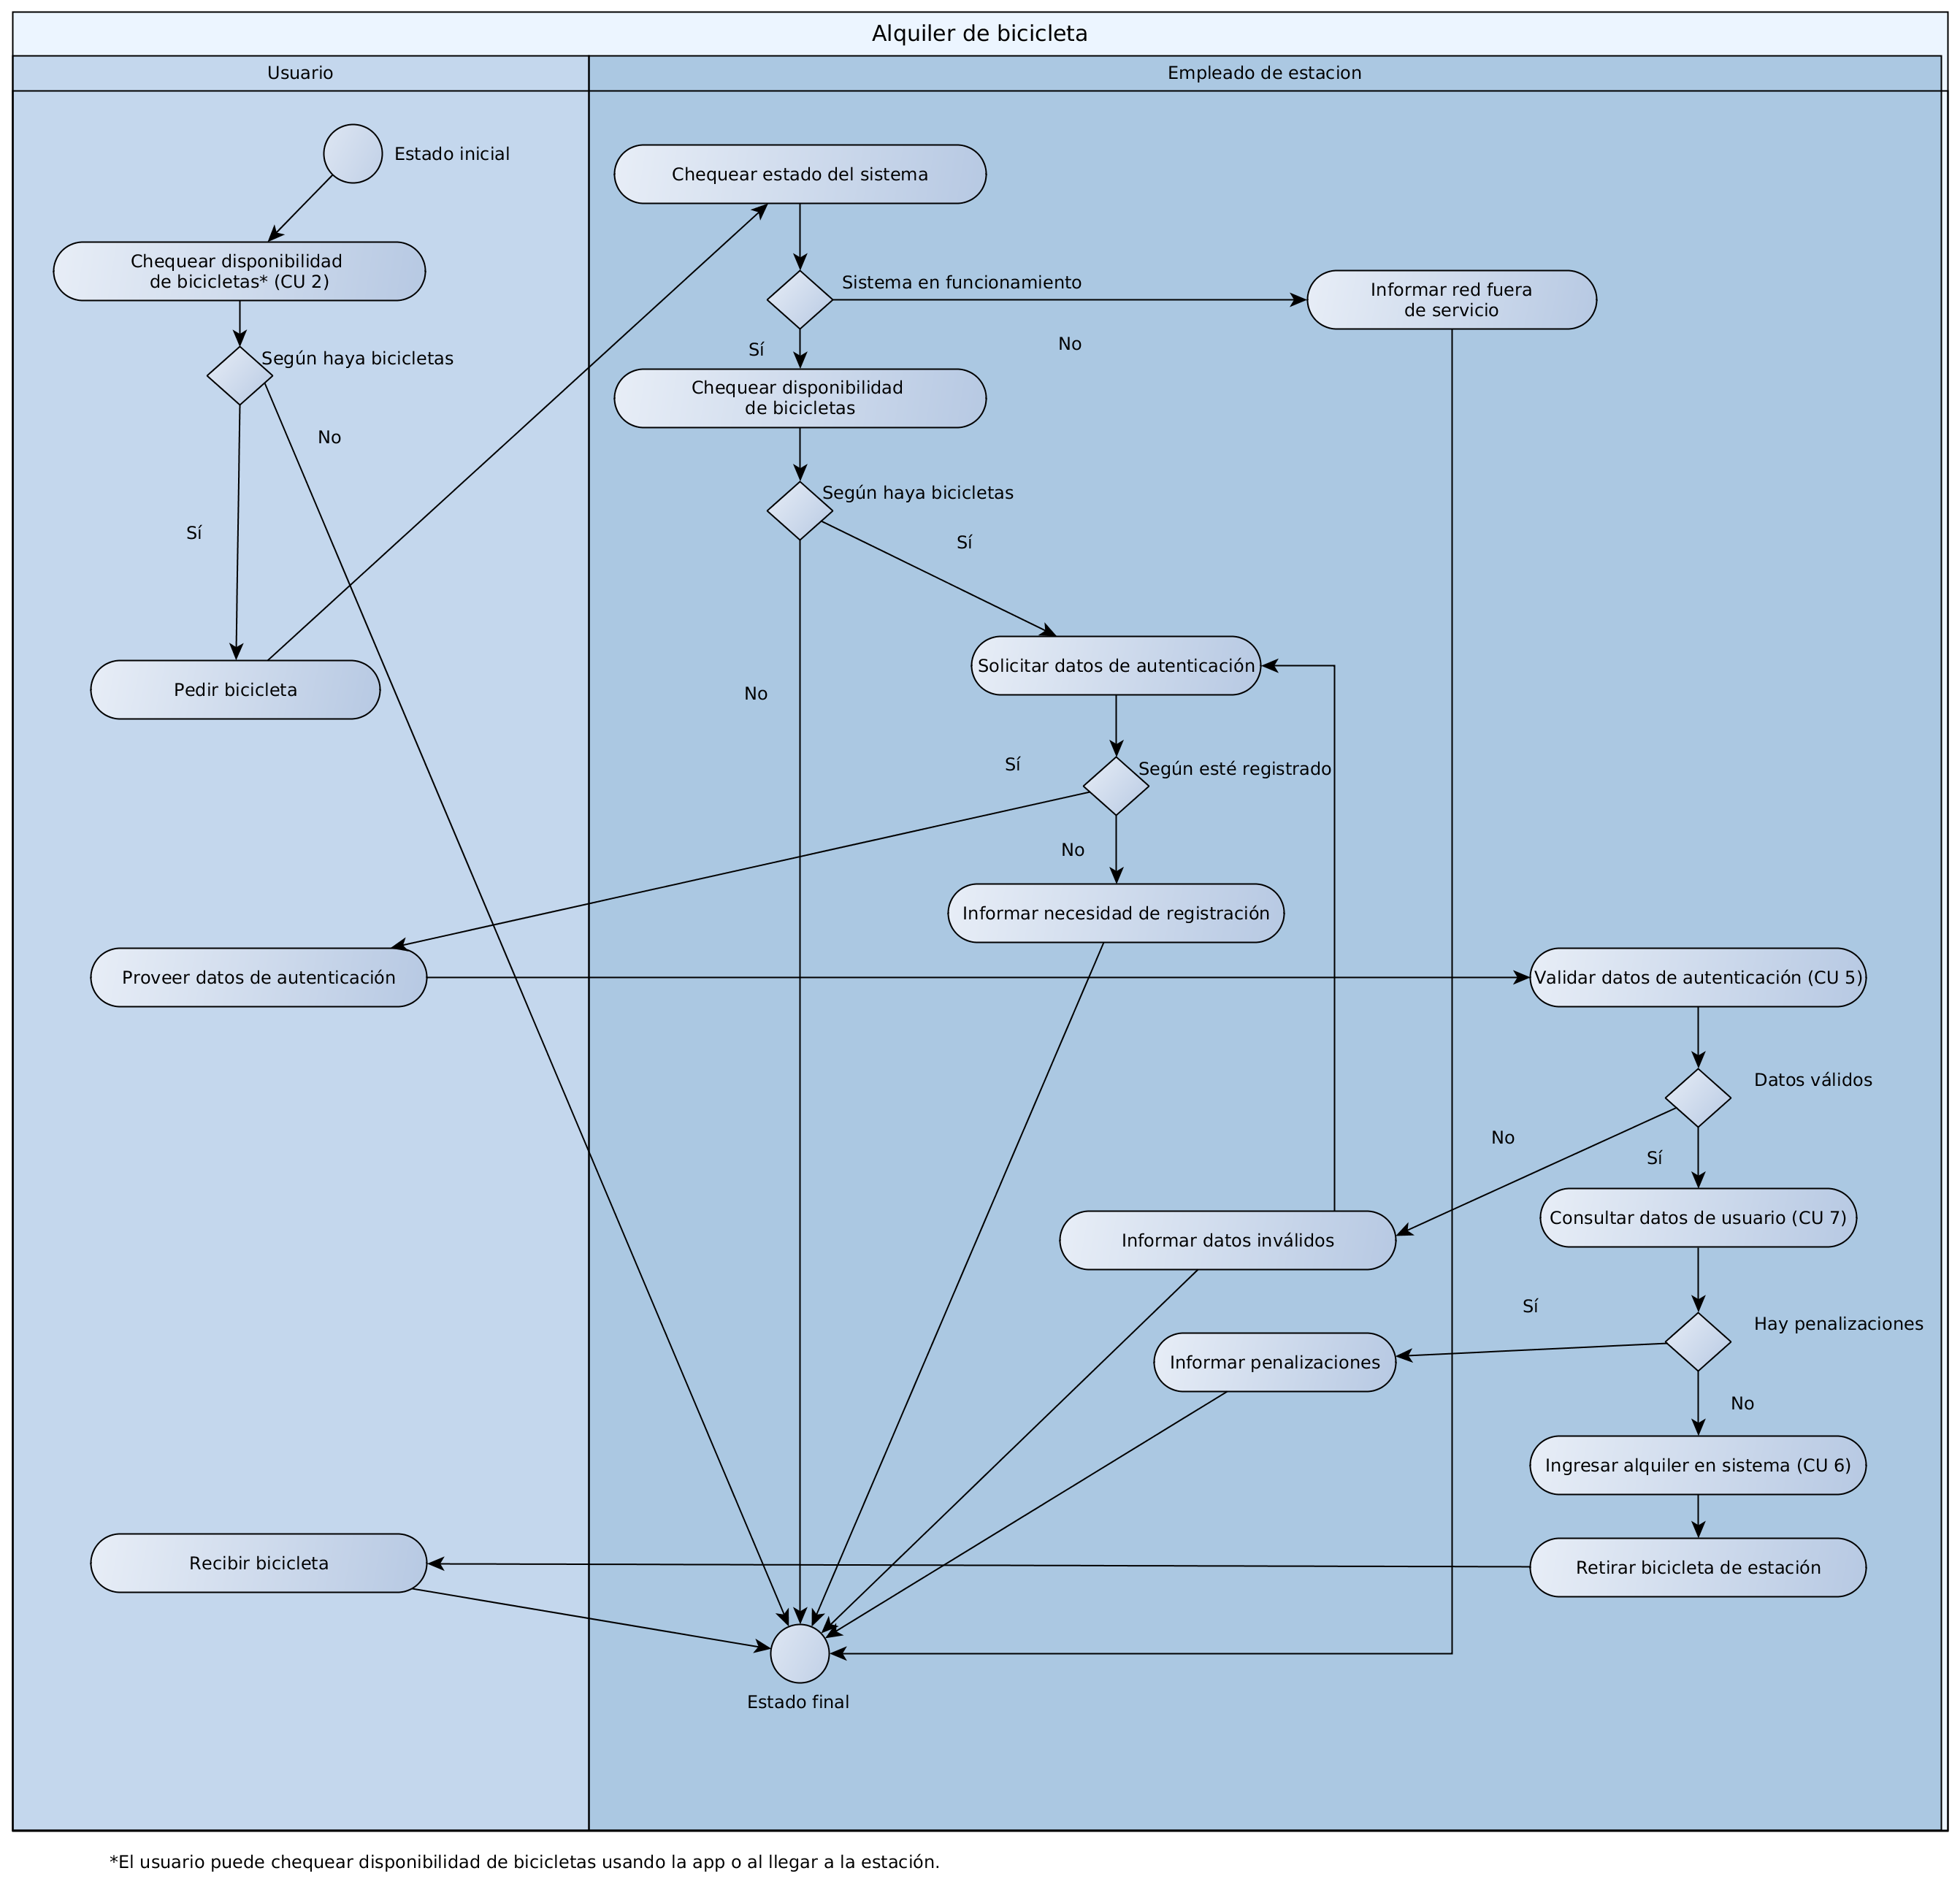 Alquiler de bicicleta
Usuario
Empleado de estacion
Estado inicial
Chequear estado del sistema
Chequear disponibilidad
de bicicletas* (CU 2)
Sistema en funcionamiento
Informar red fuera
de servicio
Sí
No
Según haya bicicletas
Chequear disponibilidad
de bicicletas
No
Según haya bicicletas
Sí
Sí
Solicitar datos de autenticación
Pedir bicicleta
No
Sí
Según esté registrado
No
Informar necesidad de registración
Proveer datos de autenticación
Validar datos de autenticación (CU 5)
Datos válidos
No
Sí
Consultar datos de usuario (CU 7)
Informar datos inválidos
Sí
Hay penalizaciones
Informar penalizaciones
No
Ingresar alquiler en sistema (CU 6)
Recibir bicicleta
Retirar bicicleta de estación
Estado final
*El usuario puede chequear disponibilidad de bicicletas usando la app o al llegar a la estación.